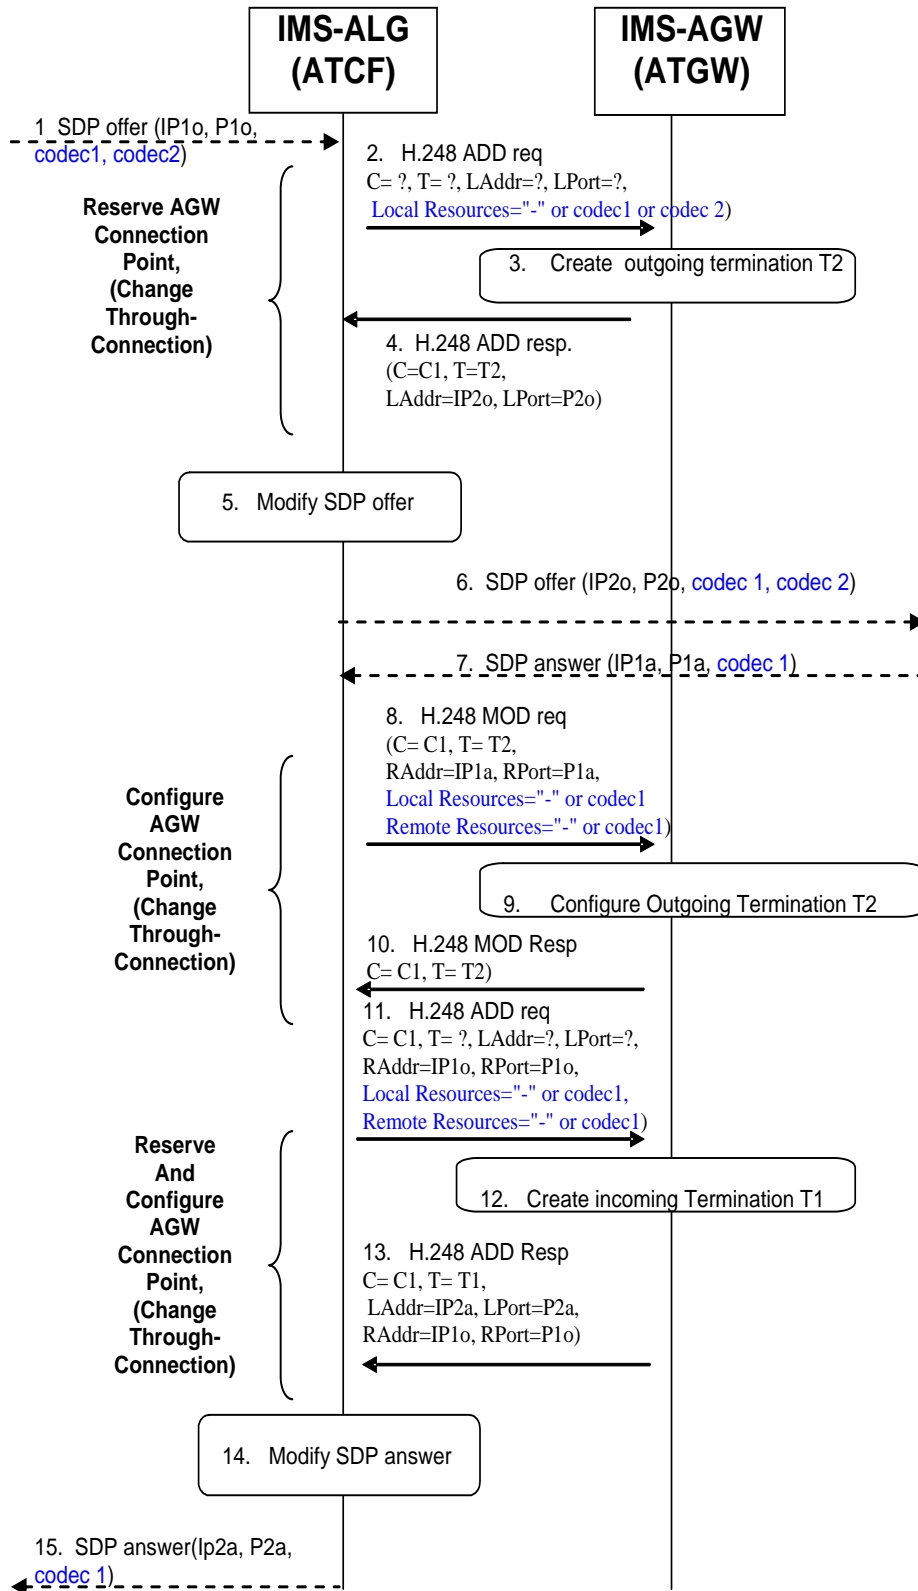 IMS-ALG
(ATCF)
IMS-AGW
(ATGW)
1 SDP offer (IP1o, P1o,
codec1, codec2)
2. H.248 ADD req
C= ?, T= ?, LAddr=?, LPort=?,
Local Resources="-" or codec1 or codec 2)
Reserve AGW
Connection
Point,
(Change
Through-
Connection)
3. Create outgoing termination T2
4. H.248 ADD resp.
(C=C1, T=T2,
LAddr=IP2o, LPort=P2o)
5. Modify SDP offer
6. SDP offer (IP2o, P2o, codec 1, codec 2)
7. SDP answer (IP1a, P1a, codec 1)
8. H.248 MOD req
(C= C1, T= T2,
RAddr=IP1a, RPort=P1a,
Local Resources="-" or codec1
Remote Resources="-" or codec1)
Configure
AGW
Connection
Point,
(Change
Through-
Connection)
9. Configure Outgoing Termination T2
10. H.248 MOD Resp
C= C1, T= T2)
11. H.248 ADD req
C= C1, T= ?, LAddr=?, LPort=?,
RAddr=IP1o, RPort=P1o,
Local Resources="-" or codec1,
Remote Resources="-" or codec1)
Reserve
And
Configure
AGW
Connection
Point,
(Change
Through-
Connection)
12. Create incoming Termination T1
13. H.248 ADD Resp
C= C1, T= T1,
LAddr=IP2a, LPort=P2a,
RAddr=IP1o, RPort=P1o)
14. Modify SDP answer
15. SDP answer(Ip2a, P2a,
codec 1)